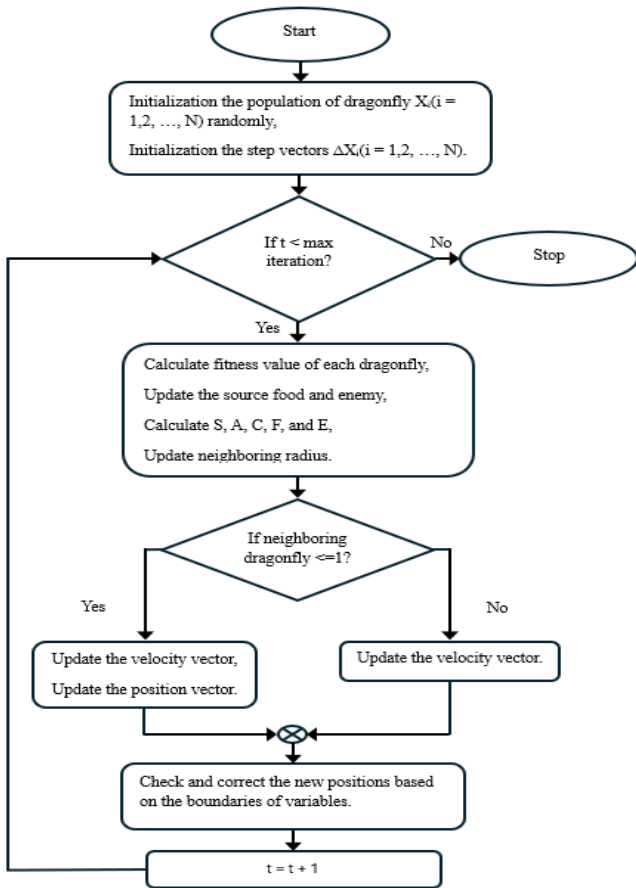 Start
Initialization the population of dragonfly Xᵢ(i =
1,2, …, N) randomly,
Initialization the step vectors ΔXᵢ(i = 1,2, …, N).
If t < max
iteration?
No
Stop
Yes
Calculate fitness value of each dragonfly,
Update the source food and enemy,
Calculate S, A, C, F, and E,
Update neighboring radius.
If neighboring
dragonfly <=1?
Yes
No
Update the velocity vector,
Update the position vector.
Update the velocity vector.
Check and correct the new positions based
on the boundaries of variables.
t = t + 1